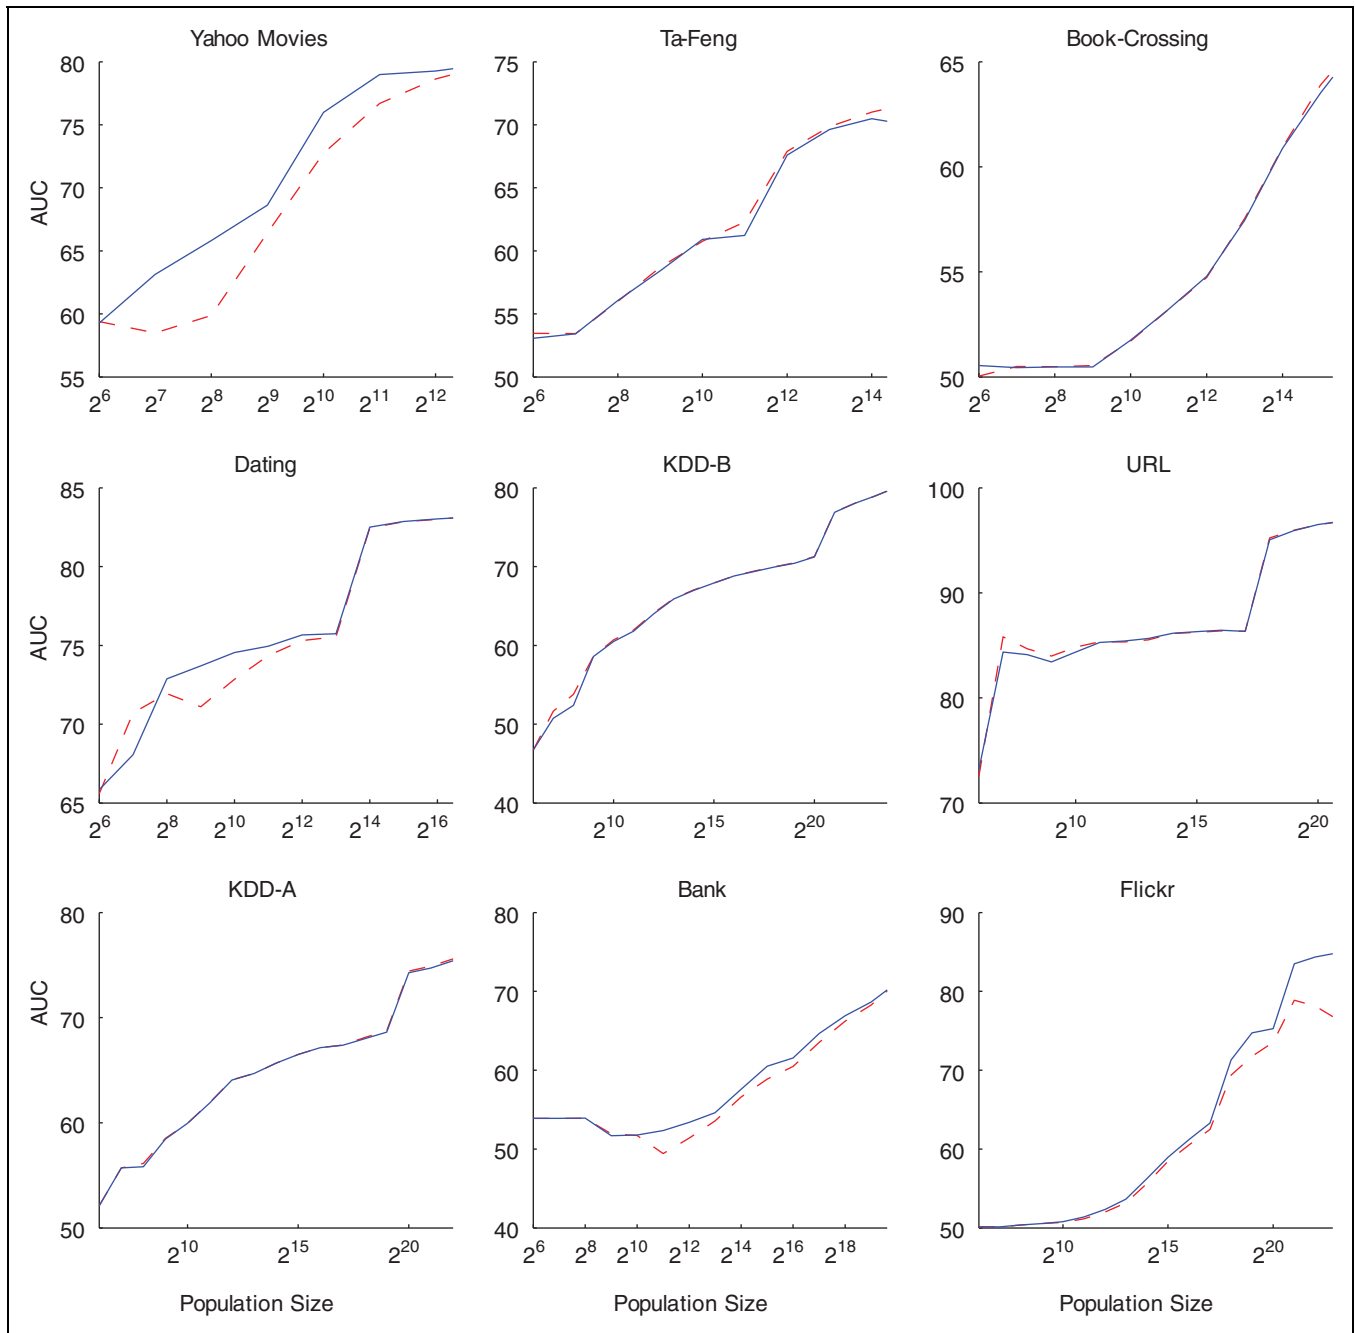 Yahoo Movies
Ta-Feng
Book-Crossing
AUC
80
75
70
65
60
55
2^6 2^7 2^8 2^9 2^10 2^11 2^12
75
70
65
60
55
50
2^6 2^8 2^10 2^12 2^14
65
60
55
50
2^6 2^8 2^10 2^12 2^14
Dating
KDD-B
URL
AUC
85
80
75
70
65
2^6 2^8 2^10 2^12 2^14 2^16
80
70
60
50
40
2^10 2^15 2^20
100
90
80
70
2^10 2^15 2^20
KDD-A
Bank
Flickr
AUC
80
70
60
50
2^10 2^15 2^20
80
70
60
50
40
2^6 2^8 2^10 2^12 2^14 2^16 2^18
90
80
70
60
50
2^10 2^15 2^20
Population Size
Population Size
Population Size